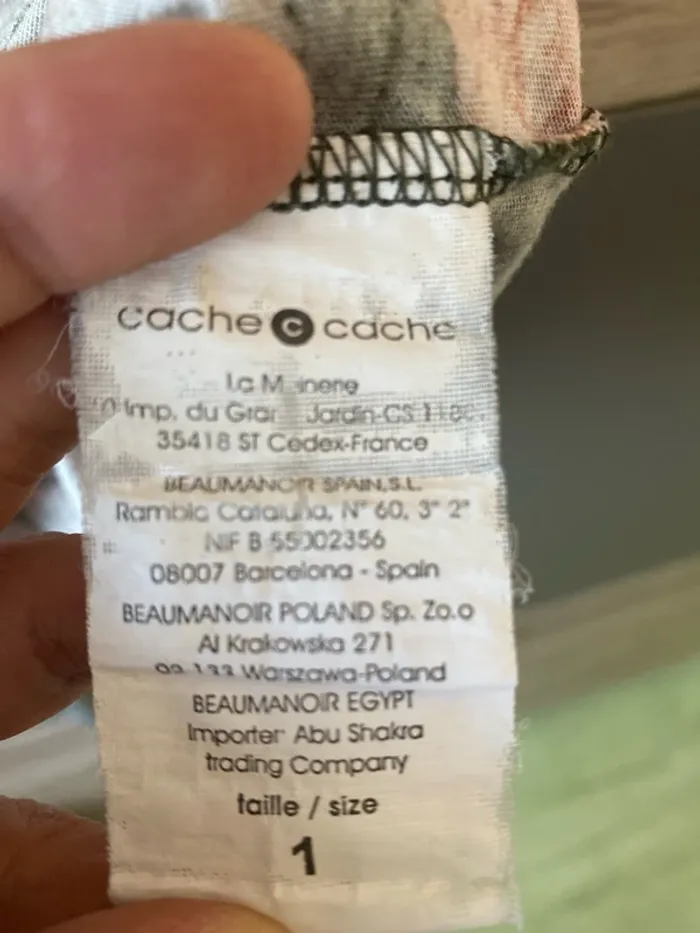 cache c cache
35418 ST Cedex-France
BEAUMANOIR SPAIN, S.L.
Rambla Cataluña, N° 60, 3° 2°
NIF B 55002356
08007 Barcelona - Spain
BEAUMANOIR POLAND Sp. Zo.o
Al Krakowska 271
Warszawa-Poland
BEAUMANOIR EGYPT
Importer Abu Shakra
trading Company
taille / size
1